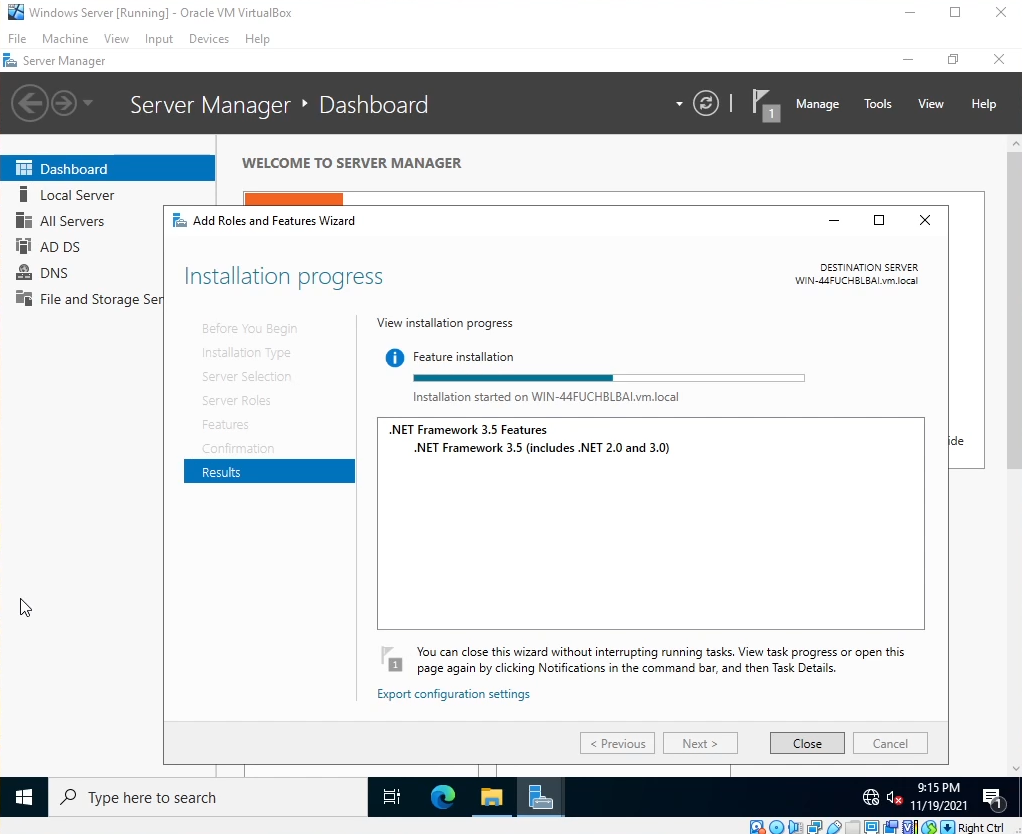 Windows Server [Running] - Oracle VM VirtualBox
File Machine View Input Devices Help
Server Manager
Server Manager Dashboard
1 Manage Tools View Help
Dashboard
Local Server
All Servers
AD DS
DNS
File and Storage Ser
WELCOME TO SERVER MANAGER
Add Roles and Features Wizard
Installation progress
DESTINATION SERVER
WIN-44FUCHBLBAI.vm.local
Before You Begin
Installation Type
Server Selection
Server Roles
Features
Confirmation
Results
View installation progress
Feature installation
Installation started on WIN-44FUCHBLBAI.vm.local
.NET Framework 3.5 Features
.NET Framework 3.5 (includes .NET 2.0 and 3.0)
ide
1 You can close this wizard without interrupting running tasks. View task progress or open this
page again by clicking Notifications in the command bar, and then Task Details.
Export configuration settings
< Previous Next > Close Cancel
Type here to search
9:15 PM
11/19/2021
1
Right Ctrl